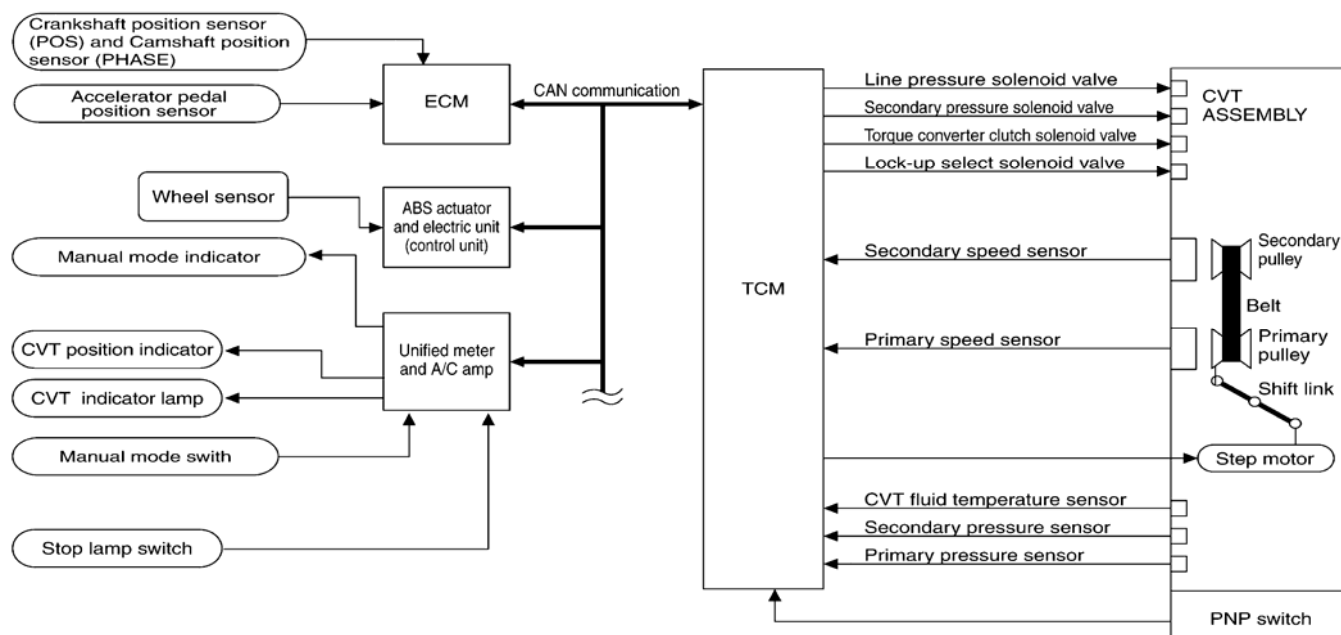 Crankshaft position sensor
(POS) and Camshaft position
sensor (PHASE)
Accelerator pedal
position sensor
ECM
CAN communication
Wheel sensor
ABS actuator
and electric unit
(control unit)
Manual mode indicator
CVT position indicator
CVT indicator lamp
Unified meter
and A/C amp
Manual mode swith
Stop lamp switch
TCM
Line pressure solenoid valve
Secondary pressure solenoid valve
Torque converter clutch solenoid valve
Lock-up select solenoid valve
Secondary speed sensor
Primary speed sensor
CVT fluid temperature sensor
Secondary pressure sensor
Primary pressure sensor
CVT
ASSEMBLY
Secondary
pulley
Belt
Primary
pulley
Shift link
Step motor
PNP switch